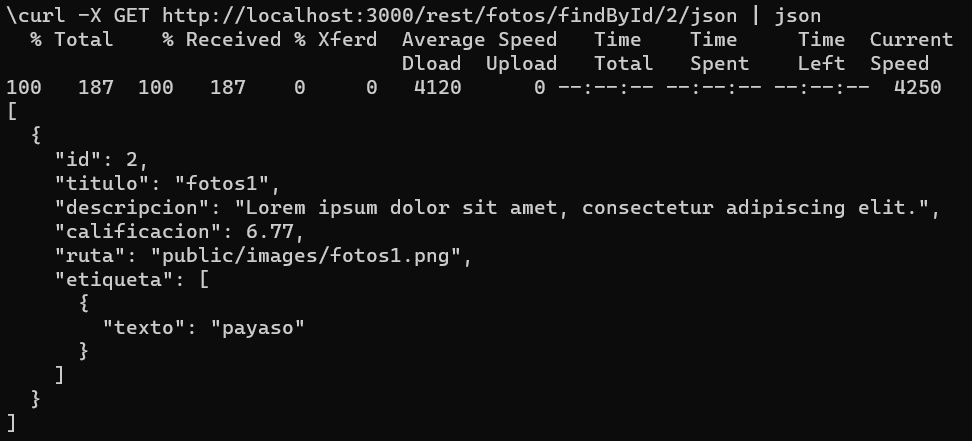 \curl -X GET http://localhost:3000/rest/fotos/findById/2/json | json
  % Total    % Received % Xferd  Average Speed   Time    Time     Time  Current
                                 Dload  Upload   Total   Spent    Left  Speed
100   187  100   187    0     0   4120      0 --:--:-- --:--:-- --:--:--  4250
[
  {
    "id": 2,
    "titulo": "fotos1",
    "descripcion": "Lorem ipsum dolor sit amet, consectetur adipiscing elit.",
    "calificacion": 6.77,
    "ruta": "public/images/fotos1.png",
    "etiqueta": [
      {
        "texto": "payaso"
      }
    ]
  }
]